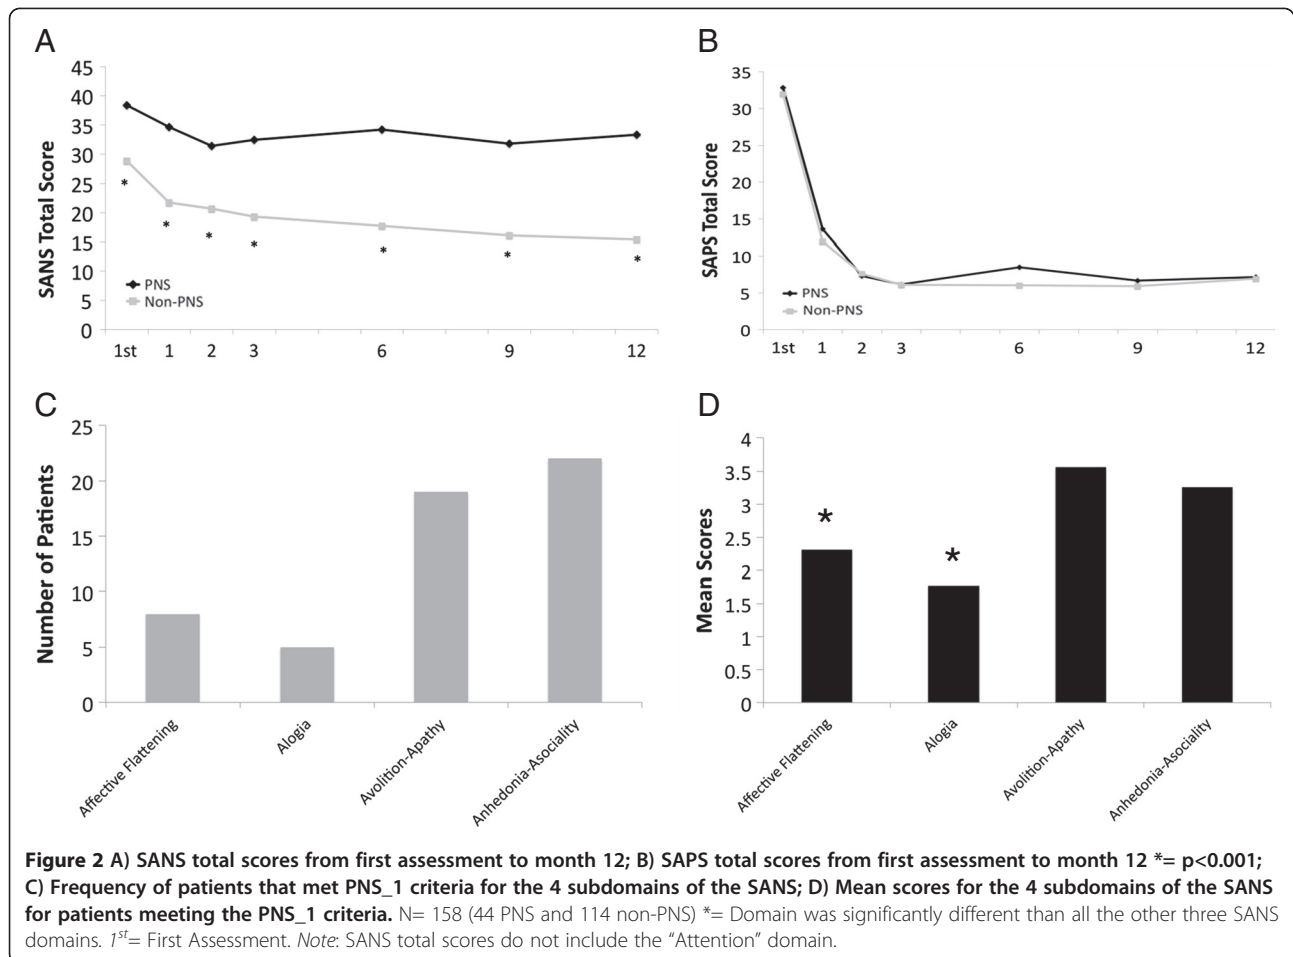 A
SANS Total Score
45
40
35
30
25
20
15
10
5
0
PNS
Non-PNS
* * * * * * *
1st 1 2 3 6 9 12
B
SAPS Total Score
35
30
25
20
15
10
5
0
PNS
Non-PNS
1st 1 2 3 6 9 12
C
Number of Patients
25
20
15
10
5
0
Affective Flattening
Alogia
Avolition-Apathy
Anhedonia-Asociality
D
Mean Scores
4
3.5
3
2.5
2
1.5
1
0.5
0
* *
Affective Flattening
Alogia
Avolition-Apathy
Anhedonia-Asociality
Figure 2 A) SANS total scores from first assessment to month 12; B) SAPS total scores from first assessment to month 12 *= p<0.001;
C) Frequency of patients that met PNS_1 criteria for the 4 subdomains of the SANS; D) Mean scores for the 4 subdomains of the SANS
for patients meeting the PNS_1 criteria. N= 158 (44 PNS and 114 non-PNS) *= Domain was significantly different than all the other three SANS
domains. 1st= First Assessment. Note: SANS total scores do not include the “Attention” domain.